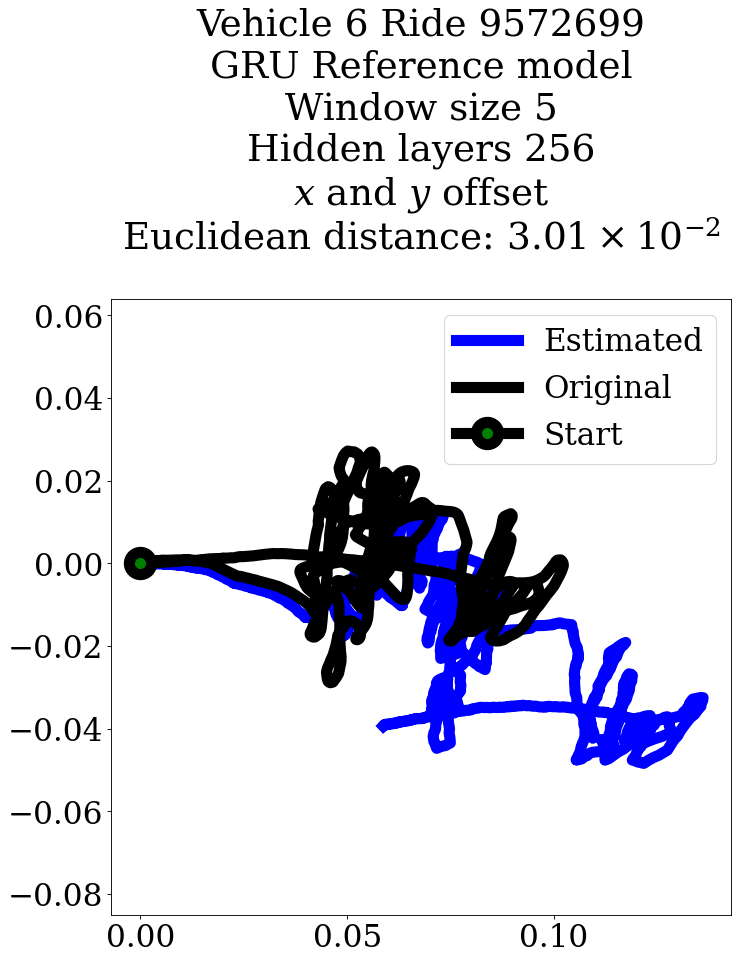 Vehicle 6 Ride 9572699
GRU Reference model
Window size 5
Hidden layers 256
x and y offset
Euclidean distance: 3.01 × 10⁻²
0.06
0.04
0.02
0.00
−0.02
−0.04
−0.06
−0.08
Estimated
Original
Start
0.00 0.05 0.10